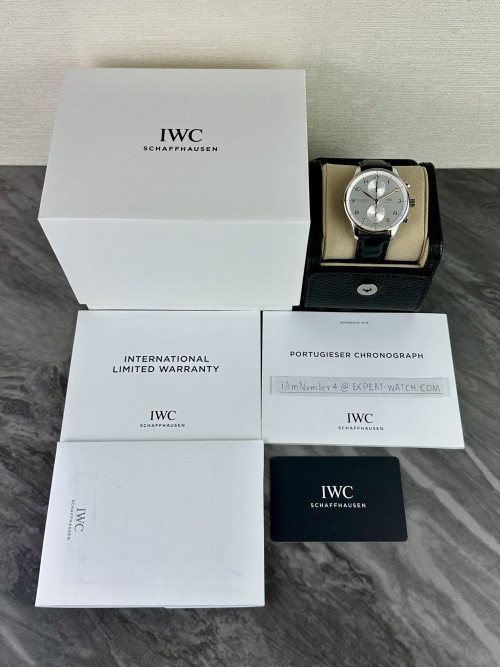 IWC
SCHAFFHAUSEN
IWC
INTERNATIONAL
LIMITED WARRANTY
IWC
SCHAFFHAUSEN
PORTUGIESER CHRONOGRAPH
iAmNumber4@EXPERT-WATCH.COM
IWC
SCHAFFHAUSEN
IWC
SCHAFFHAUSEN
IWC
SCHAFFHAUSEN